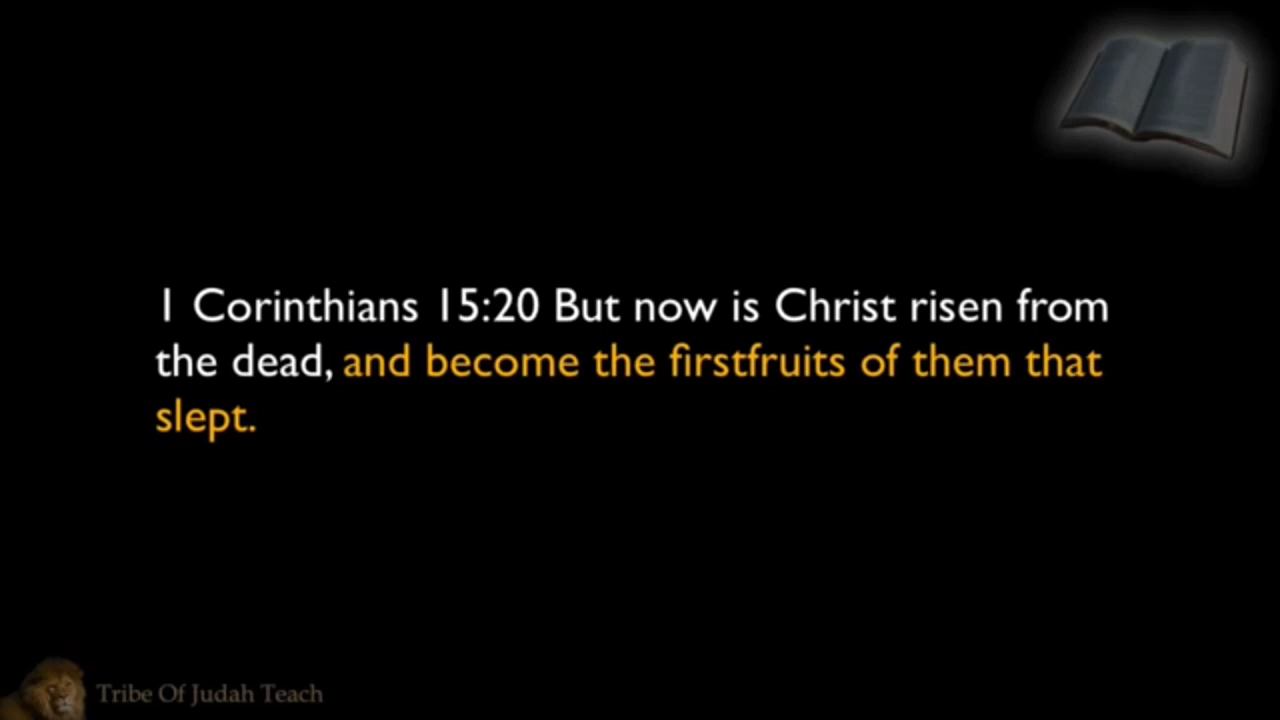 1 Corinthians 15:20 But now is Christ risen from
the dead, and become the firstfruits of them that
slept.
Tribe Of Judah Teach